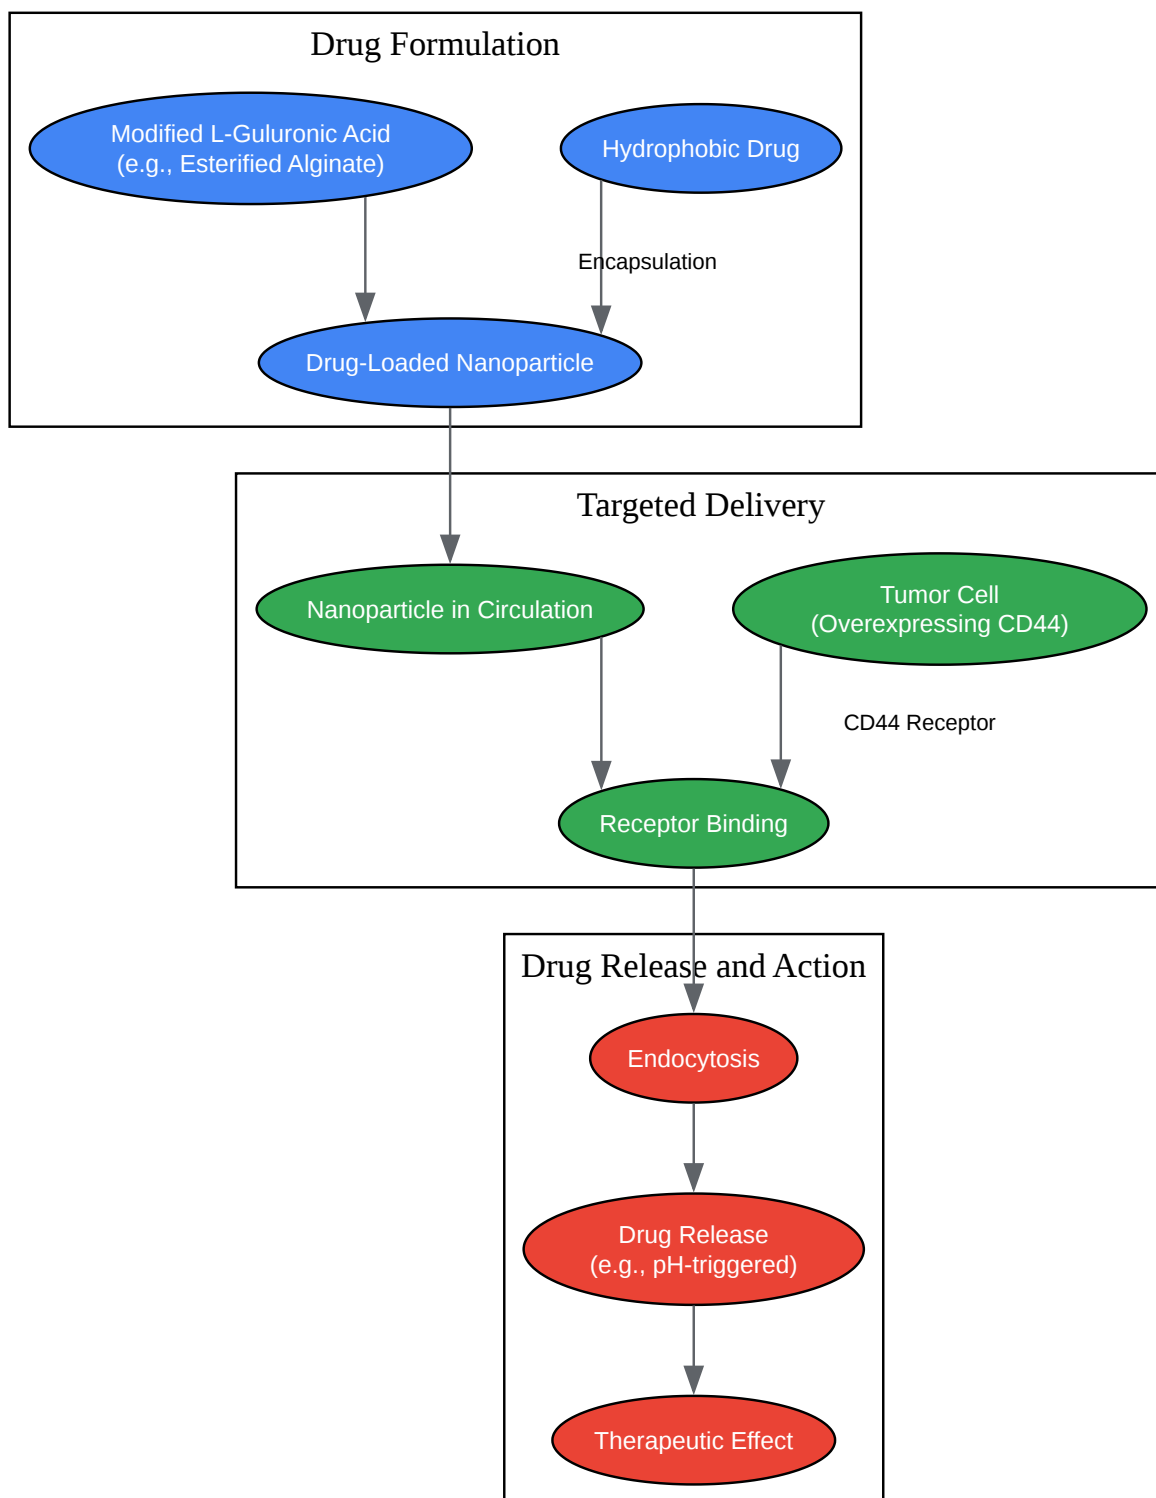 Drug Formulation
Modified L-Guluronic Acid
(e.g., Esterified Alginate)
Hydrophobic Drug
Encapsulation
Drug-Loaded Nanoparticle
Targeted Delivery
Nanoparticle in Circulation
Tumor Cell
(Overexpressing CD44)
CD44 Receptor
Receptor Binding
Drug Release and Action
Endocytosis
Drug Release
(e.g., pH-triggered)
Therapeutic Effect